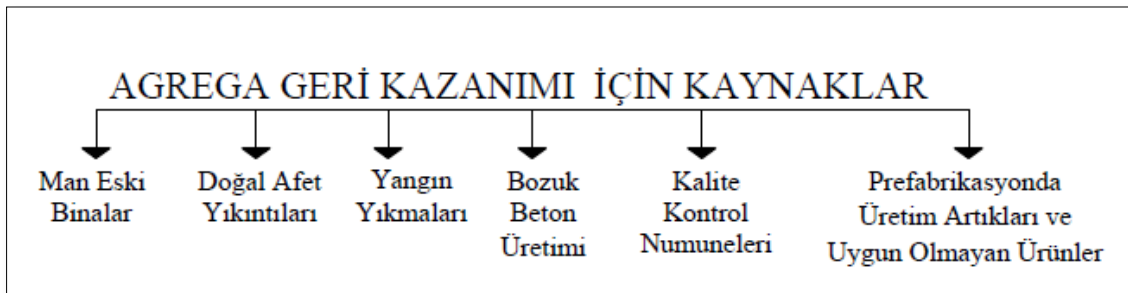 AGREGA GERİ KAZANIMI İÇİN KAYNAKLAR
Man Eski
Binalar
Doğal Afet
Yıkıntıları
Yangın
Yıkmaları
Bozuk
Beton
Üretimi
Kalite
Kontrol
Numuneleri
Prefabrikasyonda
Üretim Artıkları ve
Uygun Olmayan Ürünler